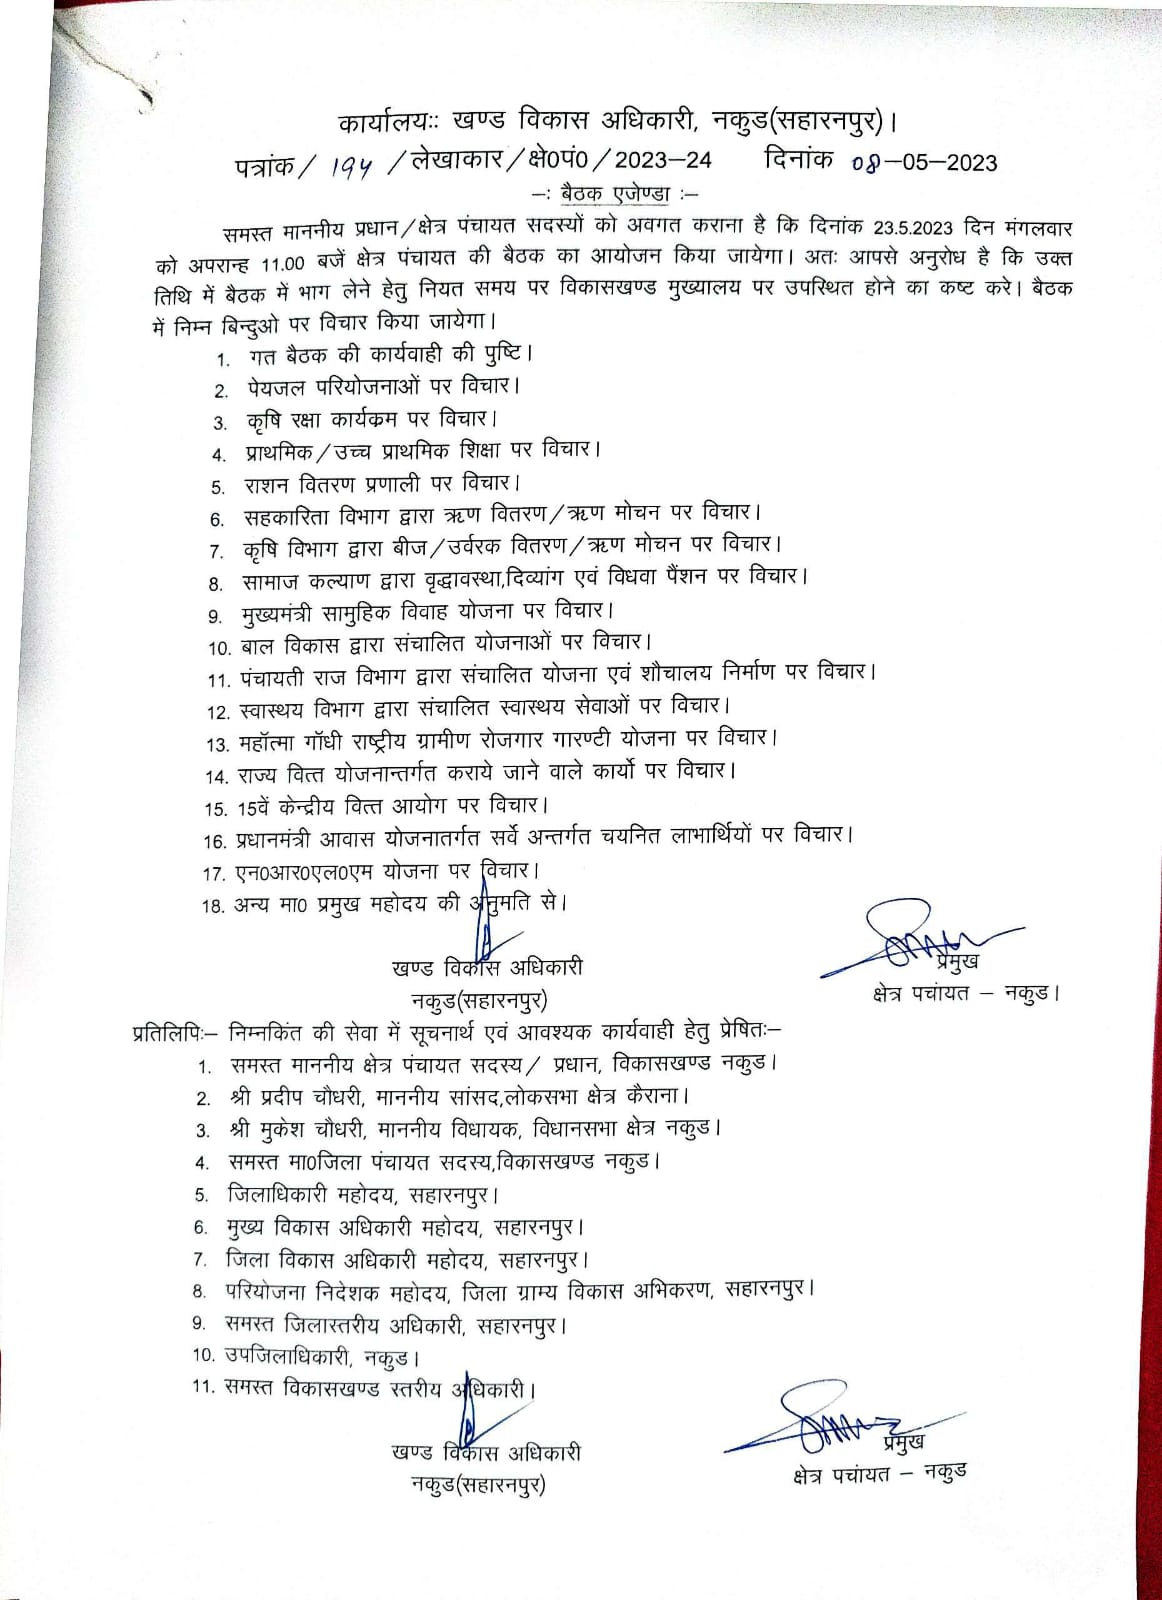 कार्यालयः: खण्ड विकास अधिकारी, नकुड(सहारनपुर)।
पत्रांक/ 194 /लेखाकार/क्षे0पं0/2023–24 दिनांक 08–05–2023
–: बैठक एजेण्डा :–
समस्त माननीय प्रधान/क्षेत्र पंचायत सदस्यों को अवगत कराना है कि दिनांक 23.5.2023 दिन मंगलवार
को अपरान्ह 11.00 बजें क्षेत्र पंचायत की बैठक का आयोजन किया जायेगा। अतः आपसे अनुरोध है कि उक्त
तिथि में बैठक में भाग लेने हेतु नियत समय पर विकासखण्ड मुख्यालय पर उपस्थित होने का कष्ट करे। बैठक
में निम्न बिन्दुओ पर विचार किया जायेगा।
1. गत बैठक की कार्यवाही की पुष्टि।
2. पेयजल परियोजनाओं पर विचार।
3. कृषि रक्षा कार्यक्रम पर विचार।
4. प्राथमिक/उच्च प्राथमिक शिक्षा पर विचार।
5. राशन वितरण प्रणाली पर विचार।
6. सहकारिता विभाग द्वारा ऋण वितरण/ऋण मोचन पर विचार।
7. कृषि विभाग द्वारा बीज/उर्वरक वितरण/ऋण मोचन पर विचार।
8. सामाज कल्याण द्वारा वृद्धावस्था,दिव्यांग एवं विधवा पैंशन पर विचार।
9. मुख्यमंत्री सामुहिक विवाह योजना पर विचार।
10. बाल विकास द्वारा संचालित योजनाओं पर विचार।
11. पंचायती राज विभाग द्वारा संचालित योजना एवं शौचालय निर्माण पर विचार।
12. स्वास्थय विभाग द्वारा संचालित स्वास्थय सेवाओं पर विचार।
13. महॉत्मा गॉधी राष्ट्रीय ग्रामीण रोजगार गारण्टी योजना पर विचार।
14. राज्य वित्त योजनान्तर्गत कराये जाने वाले कार्यो पर विचार।
15. 15वें केन्द्रीय वित्त आयोग पर विचार।
16. प्रधानमंत्री आवास योजनातर्गत सर्वे अन्तर्गत चयनित लाभार्थियों पर विचार।
17. एन0आर0एल0एम योजना पर विचार।
18. अन्य मा0 प्रमुख महोदय की अनुमति से।
खण्ड विकास अधिकारी
नकुड(सहारनपुर)
प्रमुख
क्षेत्र पचांयत – नकुड।
प्रतिलिपिः– निम्नकिंत की सेवा में सूचनार्थ एवं आवश्यक कार्यवाही हेतु प्रेषितः–
1. समस्त माननीय क्षेत्र पंचायत सदस्य/ प्रधान, विकासखण्ड नकुड।
2. श्री प्रदीप चौधरी, माननीय सांसद,लोकसभा क्षेत्र कैराना।
3. श्री मुकेश चौधरी, माननीय विधायक, विधानसभा क्षेत्र नकुड।
4. समस्त मा0जिला पंचायत सदस्य,विकासखण्ड नकुड।
5. जिलाधिकारी महोदय, सहारनपुर।
6. मुख्य विकास अधिकारी महोदय, सहारनपुर।
7. जिला विकास अधिकारी महोदय, सहारनपुर।
8. परियोजना निदेशक महोदय, जिला ग्राम्य विकास अभिकरण, सहारनपुर।
9. समस्त जिलास्तरीय अधिकारी, सहारनपुर।
10. उपजिलाधिकारी, नकुड।
11. समस्त विकासखण्ड स्तरीय अधिकारी।
खण्ड विकास अधिकारी
नकुड(सहारनपुर)
प्रमुख
क्षेत्र पचांयत – नकुड